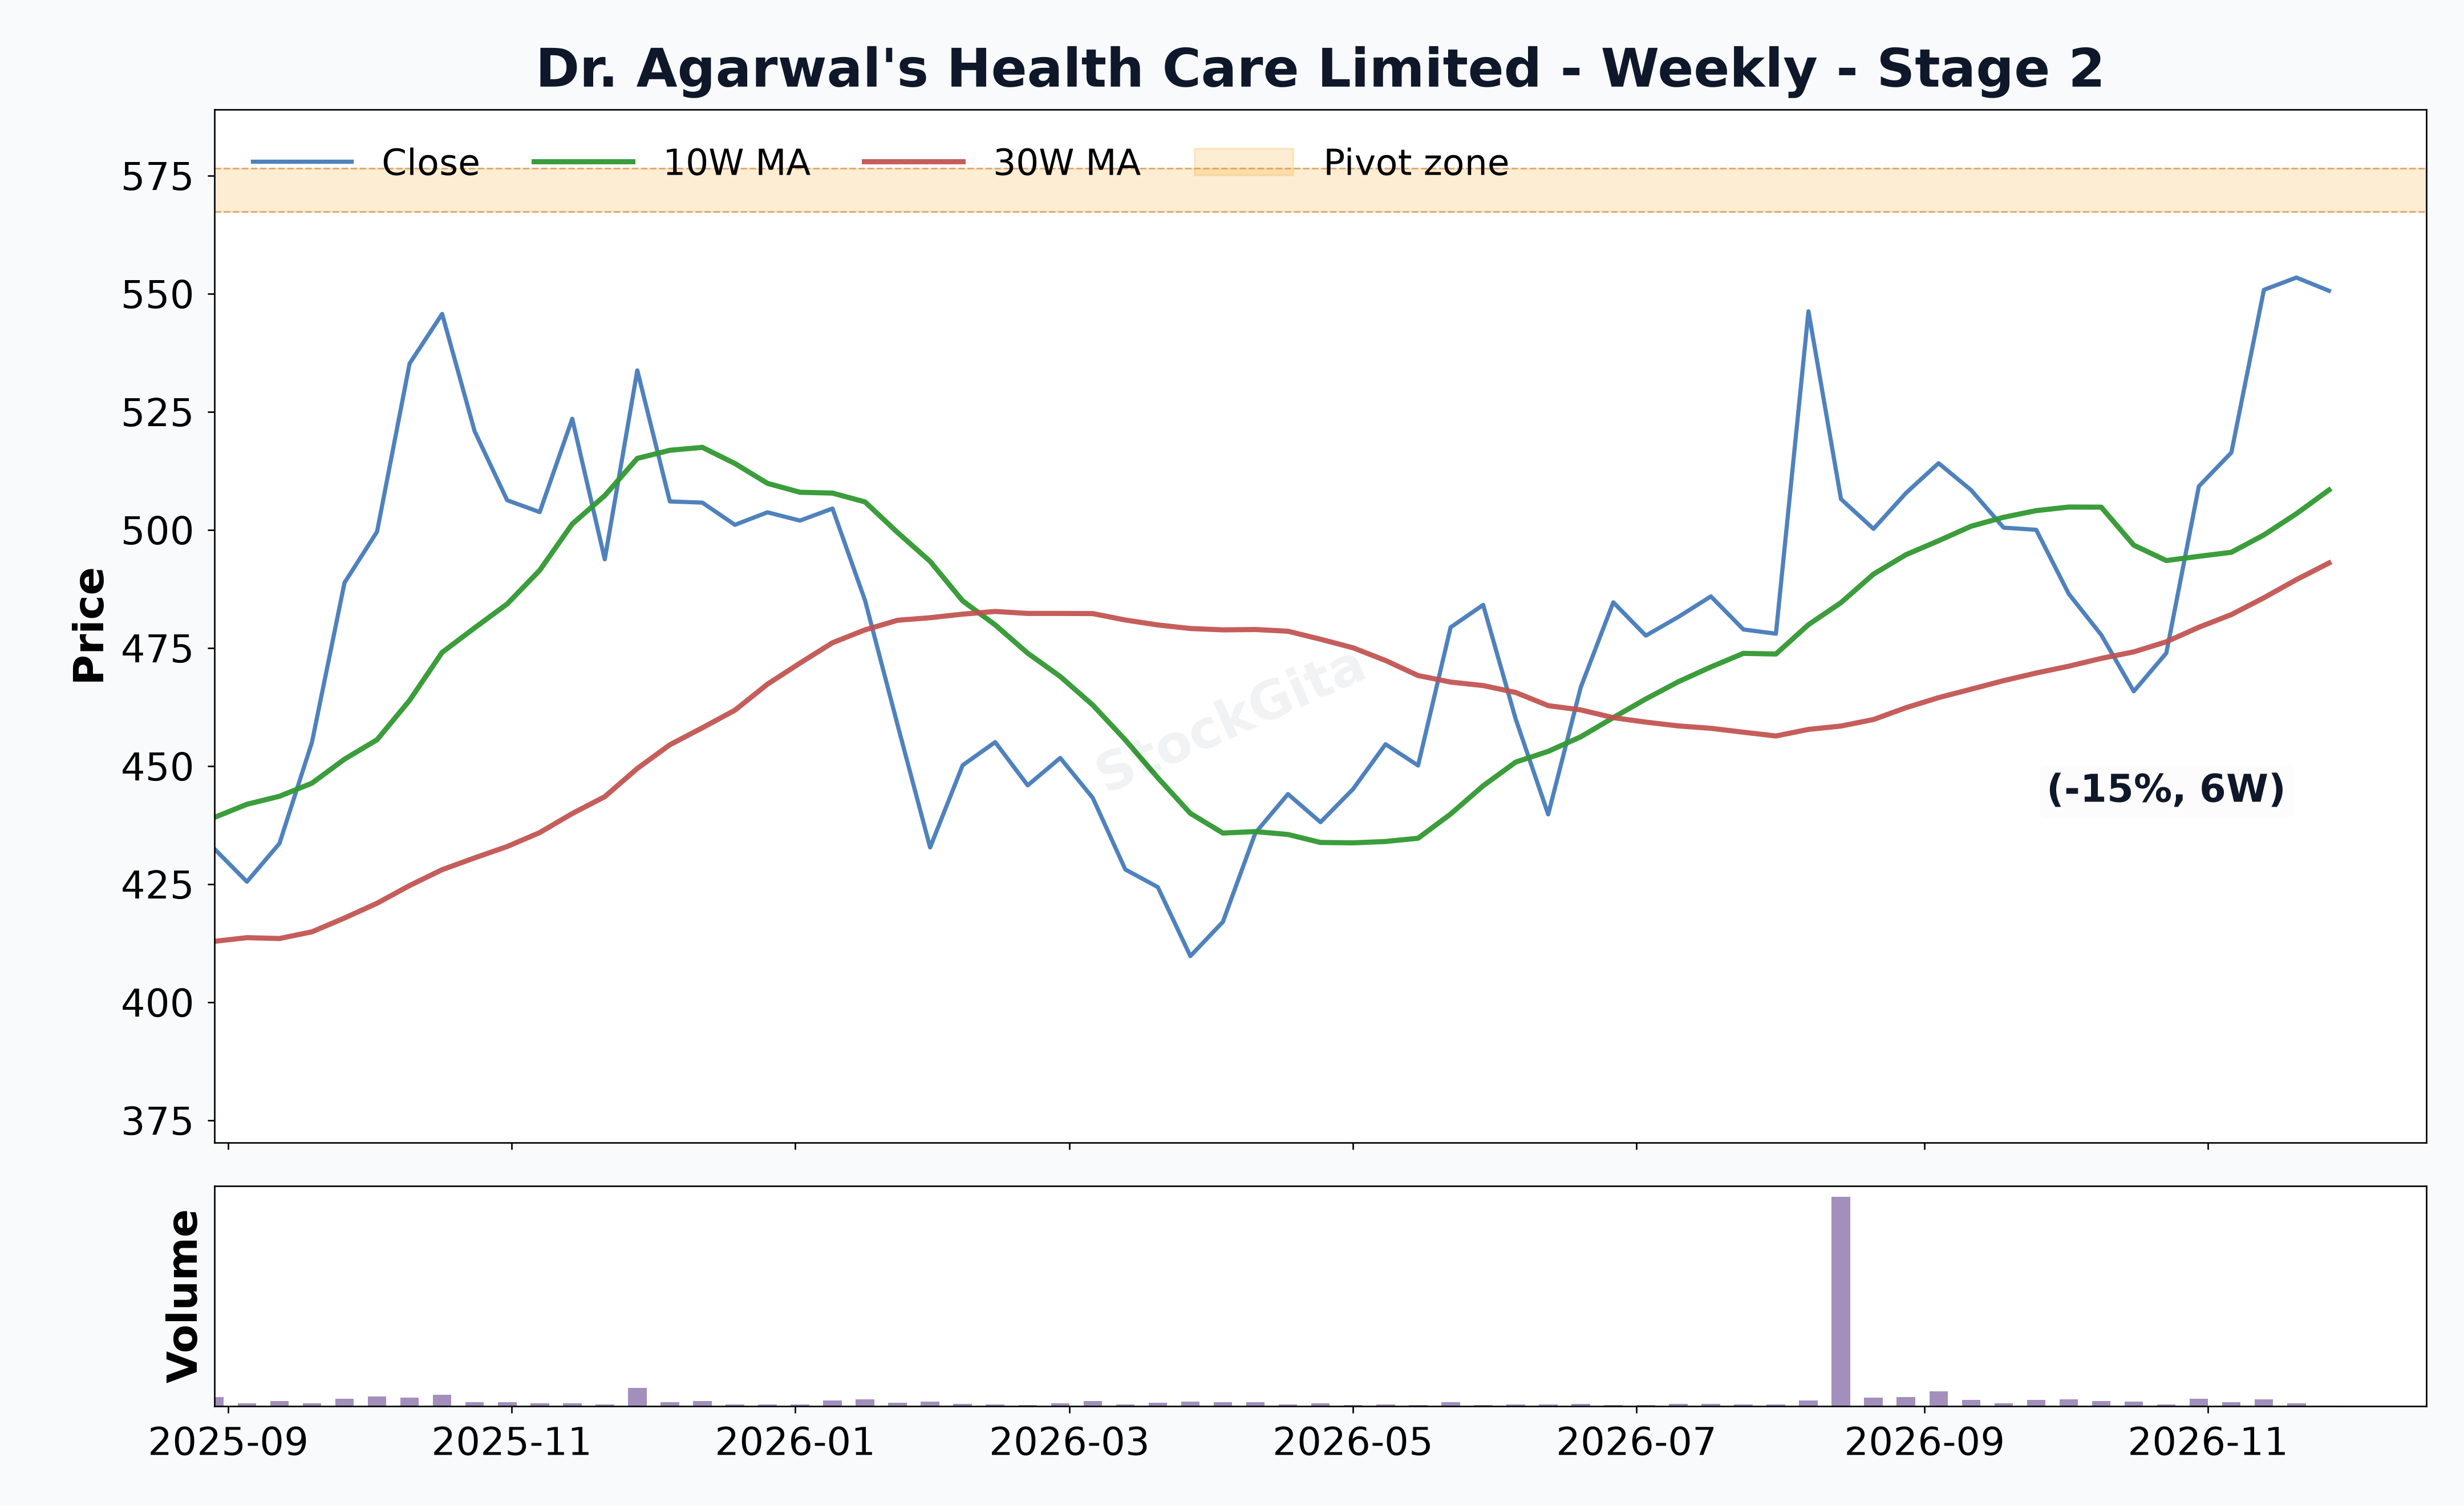 Dr. Agarwal's Health Care Limited - Weekly - Stage 2
Close 10W MA 30W MA Pivot zone
Price
575
550
525
500
475
450
425
400
375
StockGita
(-15%, 6W)
Volume
2025-09 2025-11 2026-01 2026-03 2026-05 2026-07 2026-09 2026-11